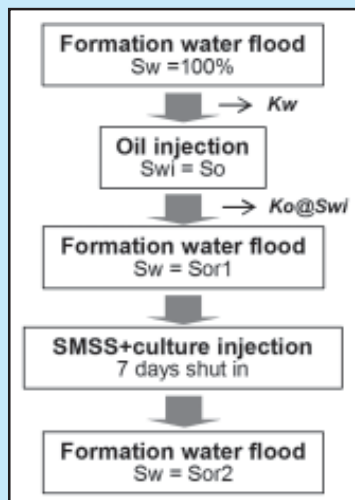 Formation water flood
Sw =100%
Kw
Oil injection
Swi = So
Ko@Swi
Formation water flood
Sw = Sor1
SMSS+culture injection
7 days shut in
Formation water flood
Sw = Sor2